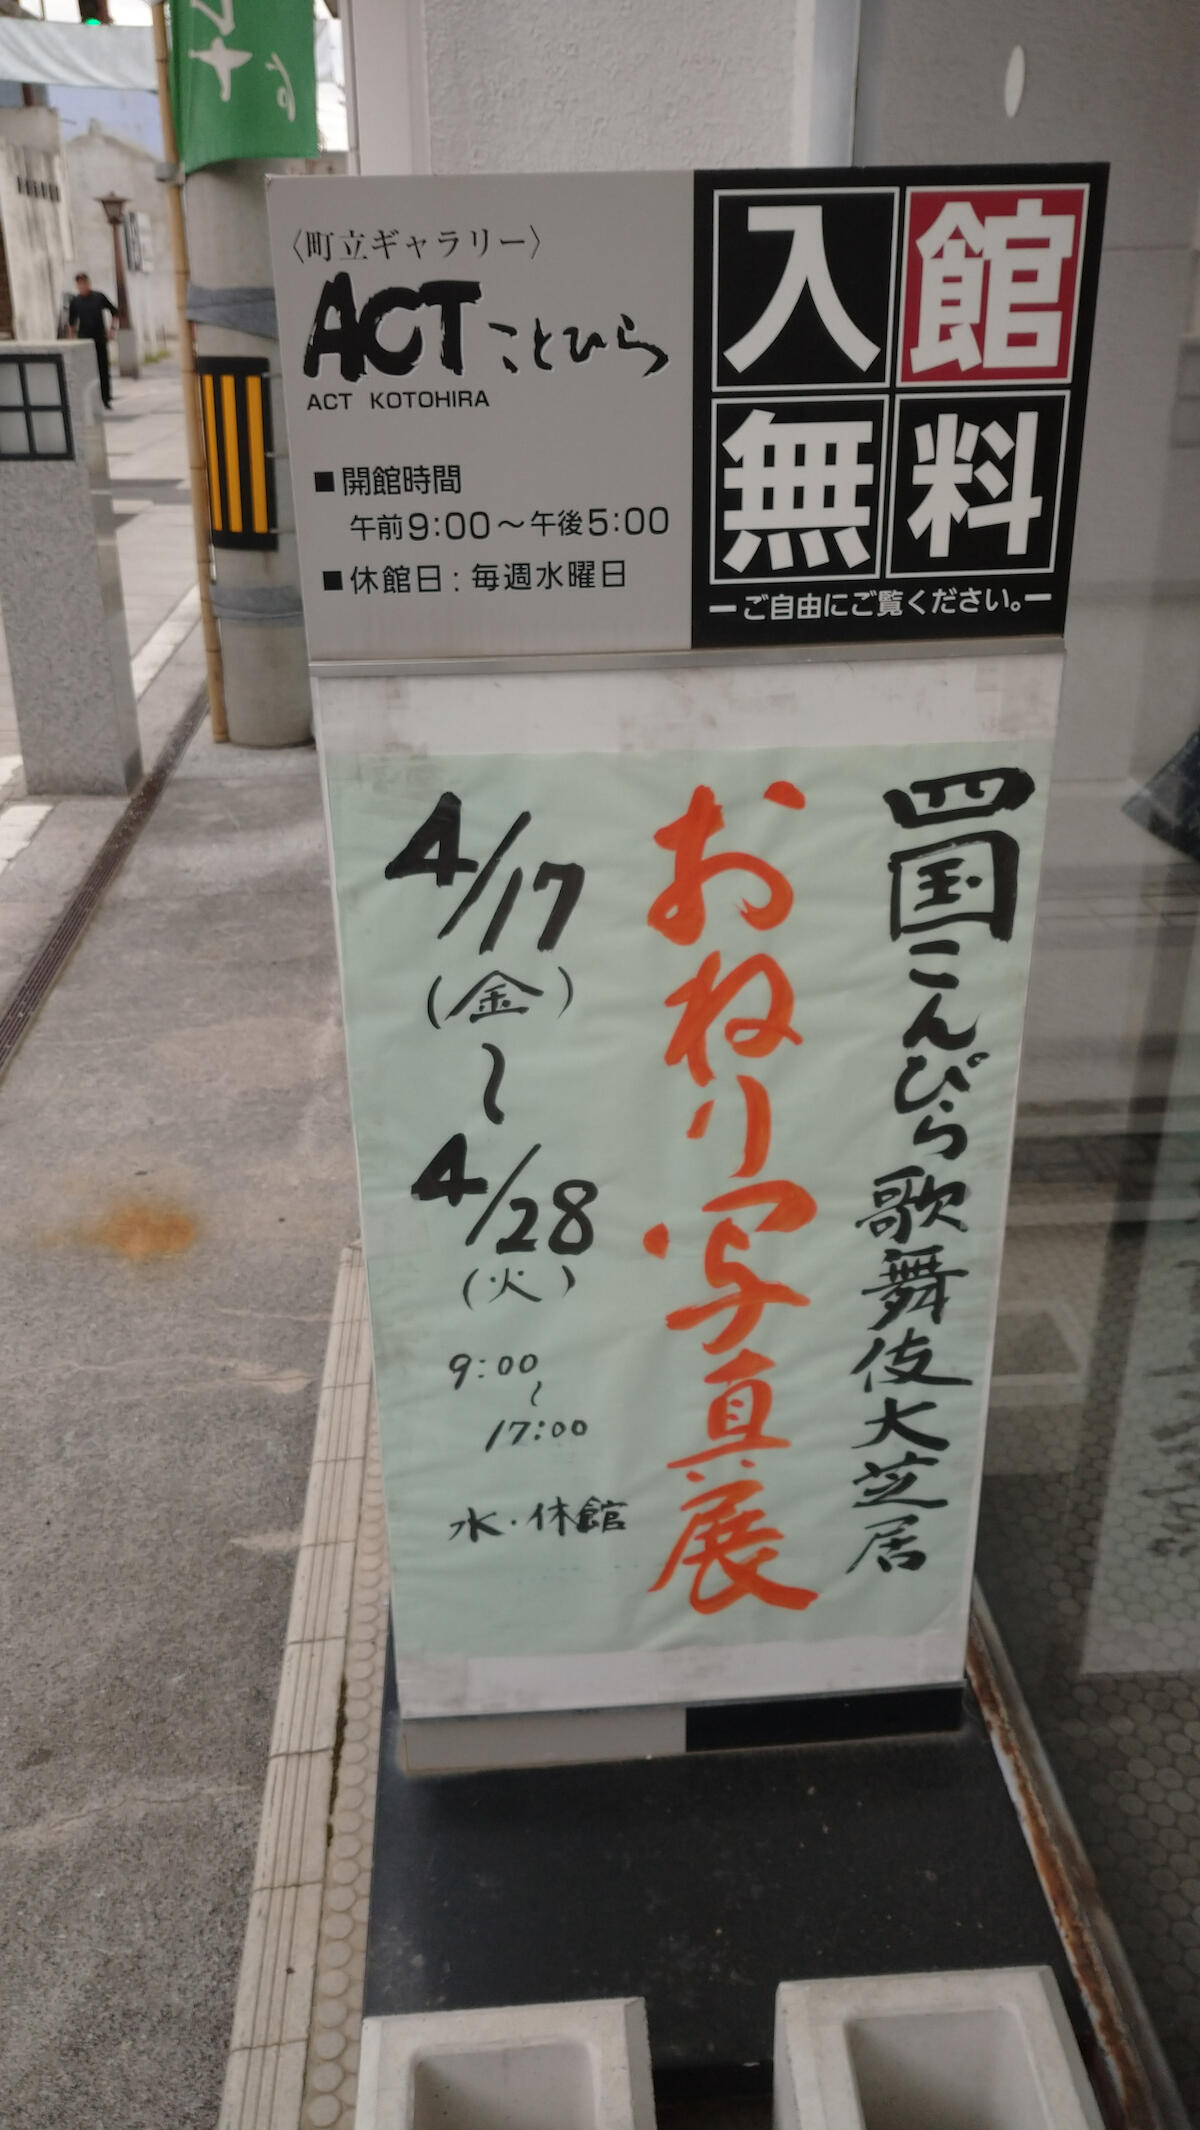 〈町立ギャラリー〉
ACTことひら
ACT KOTOHIRA
■開館時間
午前9:00〜午後5:00
■休館日:毎週水曜日
入館
無料
ーご自由にご覧ください。ー
四国こんぴら歌舞伎大芝居
おねり写真展
4/17
(金)
〜
4/28
(火)
9:00
〜
17:00
水・休館